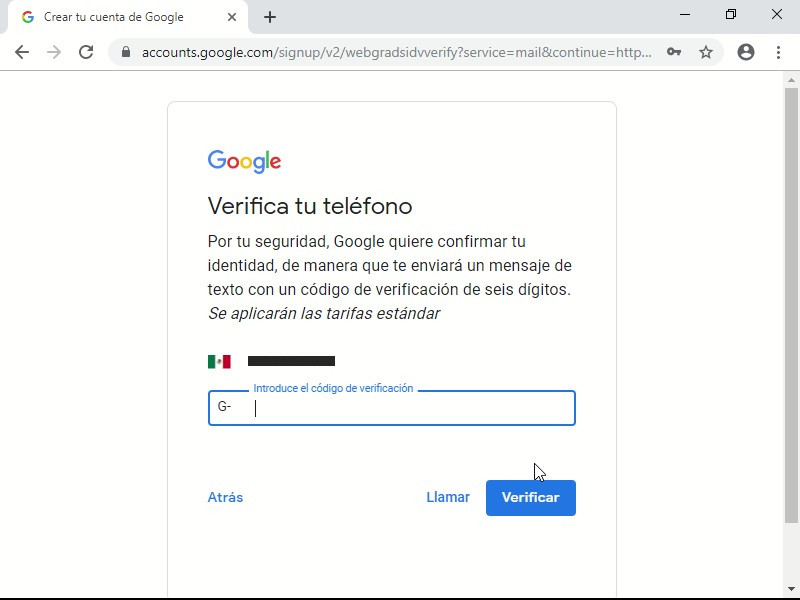 Crear tu cuenta de Google
accounts.google.com/signup/v2/webgradsidvverify?service=mail&continue=http...
Google
Verifica tu teléfono
Por tu seguridad, Google quiere confirmar tu
identidad, de manera que te enviará un mensaje de
texto con un código de verificación de seis dígitos.
Se aplicarán las tarifas estándar
Introduce el código de verificación
G-
Atrás
Llamar
Verificar